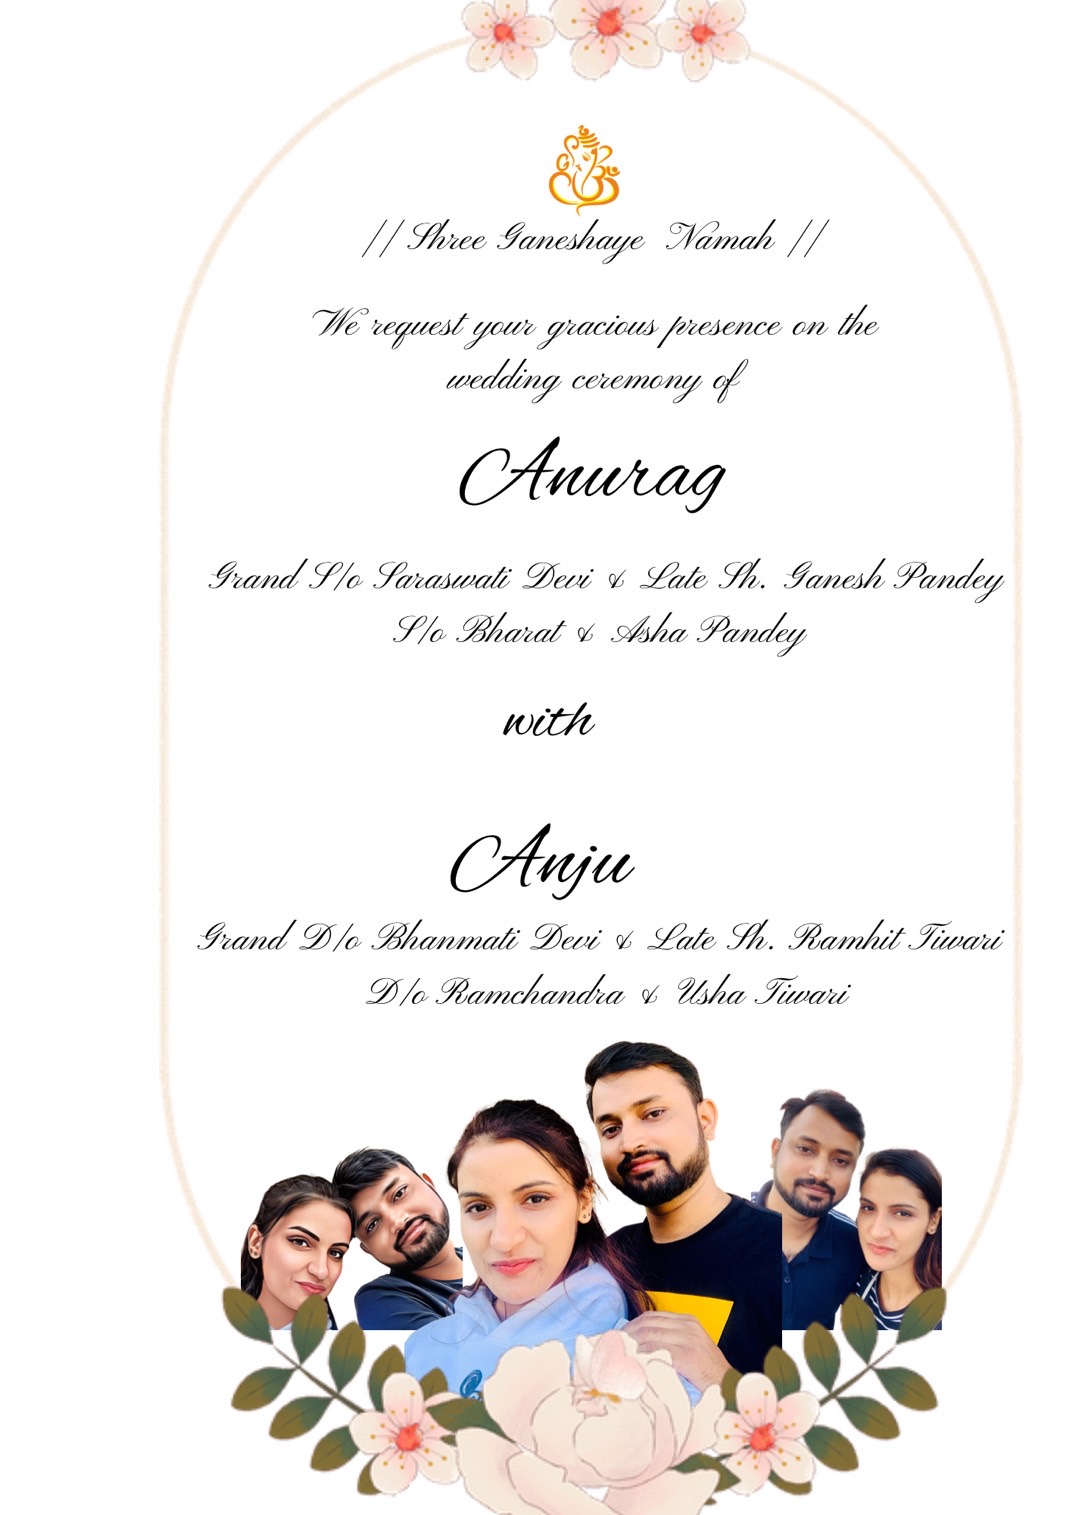 // Shree Ganeshaye Namah //
We request your gracious presence on the
wedding ceremony of
Anurag
Grand S/o Saraswati Devi & Late Sh. Ganesh Pandey
S/o Bharat & Asha Pandey
with
Anju
Grand D/o Bhanmati Devi & Late Sh. Ramhit Tiwari
D/o Ramchandra & Usha Tiwari